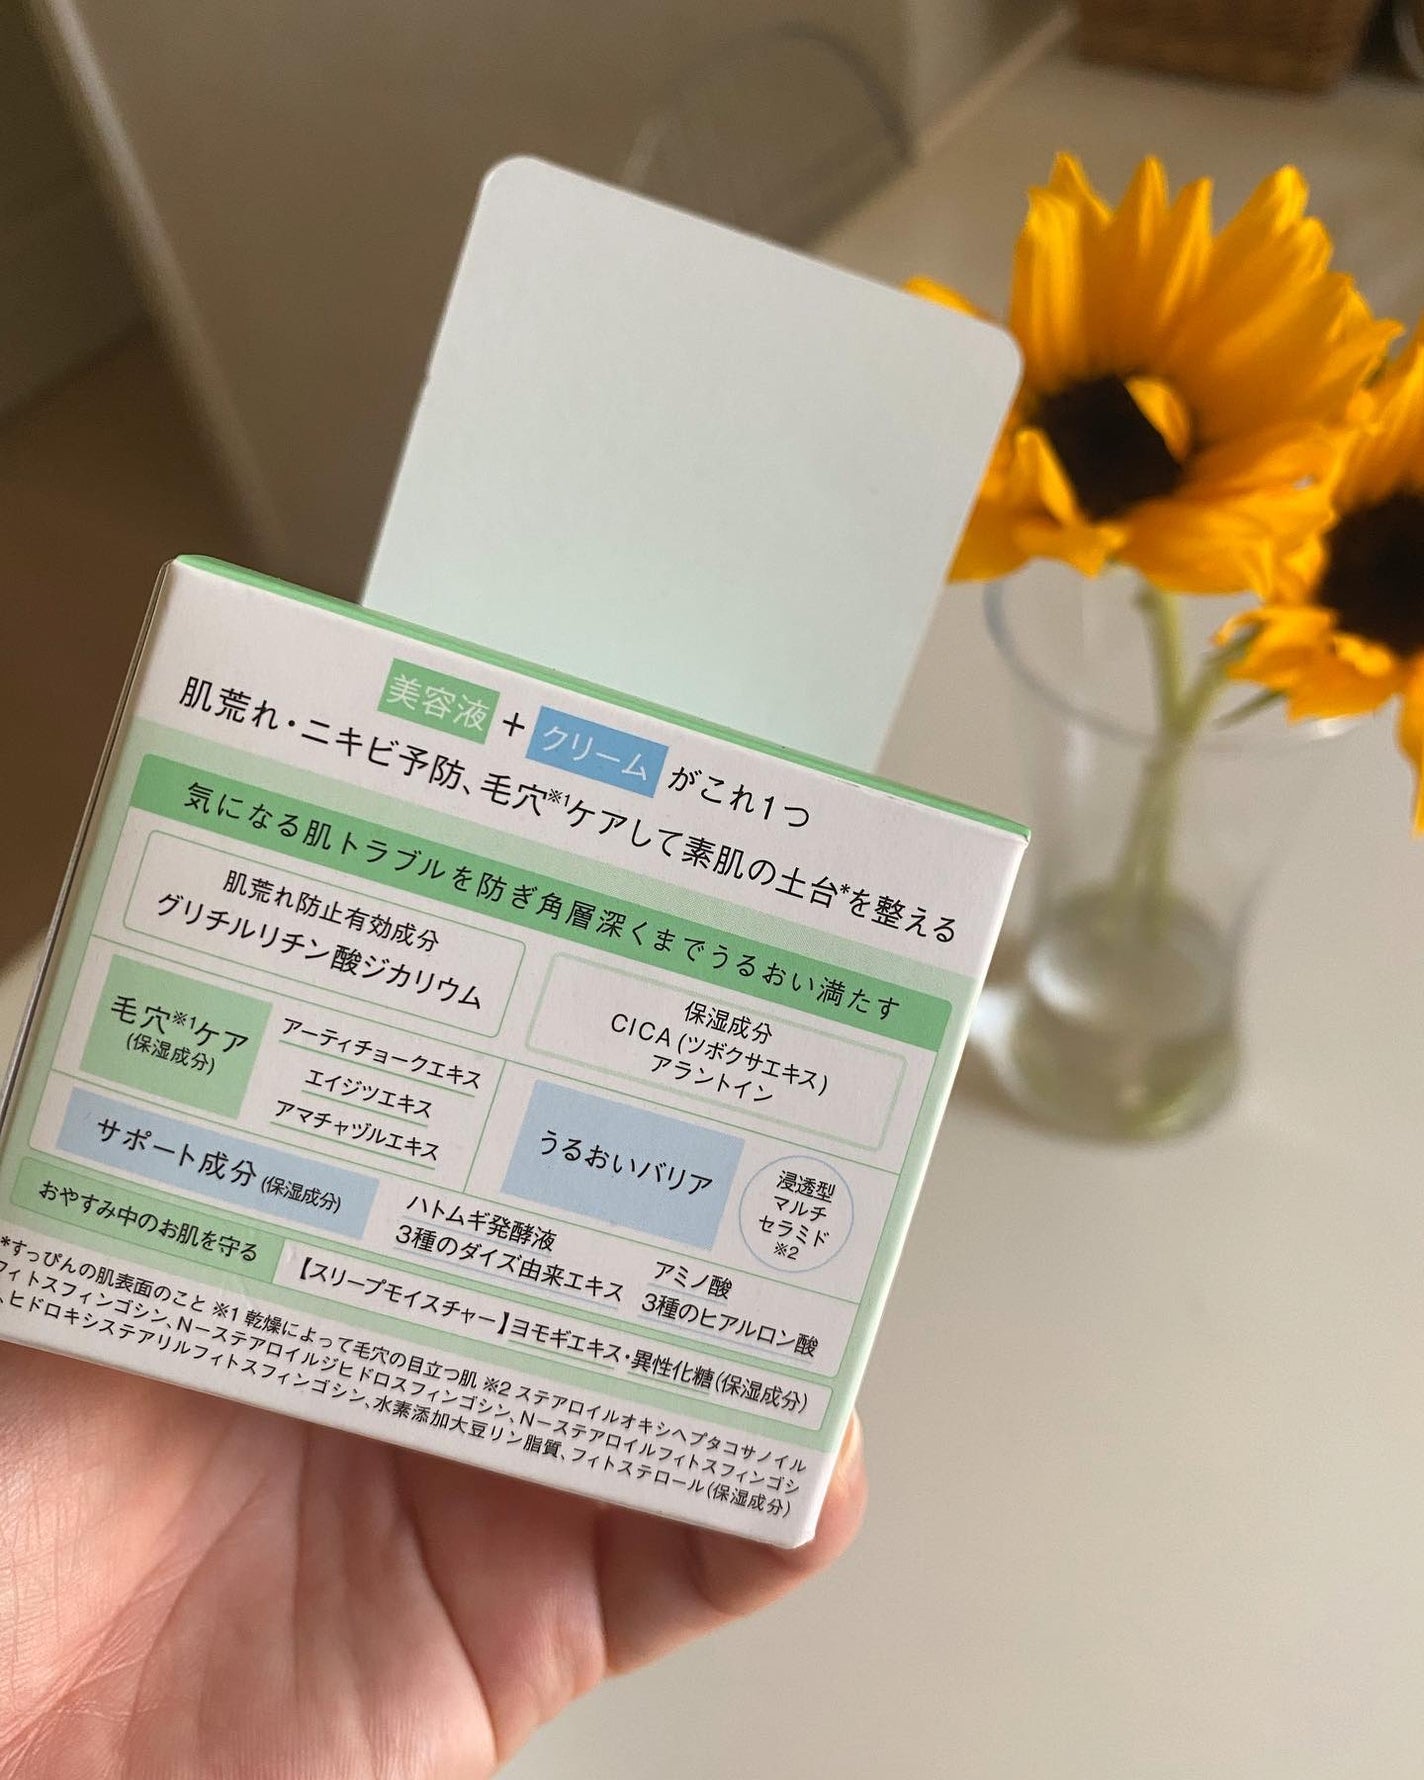 美容液+クリームがこれ1つ
肌荒れ・ニキビ予防、毛穴※1ケアして素肌の土台*を整える
気になる肌トラブルを防ぎ角層深くまでうるおい満たす
肌荒れ防止有効成分
グリチルリチン酸ジカリウム
保湿成分
CICA(ツボクサエキス)
アラントイン
毛穴※1ケア
(保湿成分)
アーティチョークエキス
エイジツエキス
アマチャヅルエキス
うるおいバリア
浸透型
マルチ
セラミド
※2
サポート成分(保湿成分)
ハトムギ発酵液
3種のダイズ由来エキス
アミノ酸
3種のヒアルロン酸
おやすみ中のお肌を守る
【スリープモイスチャー】ヨモギエキス・異性化糖(保湿成分)
*すっぴんの肌表面のこと ※1 乾燥によって毛穴の目立つ肌 ※2 ステアロイルオキシヘプタコサノイル
フィトスフィンゴシン、N-ステアロイルジヒドロスフィンゴシン、N-ステアロイルフィトスフィンゴシ
、ヒドロキシステアリルフィトスフィンゴシン、水素添加大豆リン脂質、フィトステロール(保湿成分)